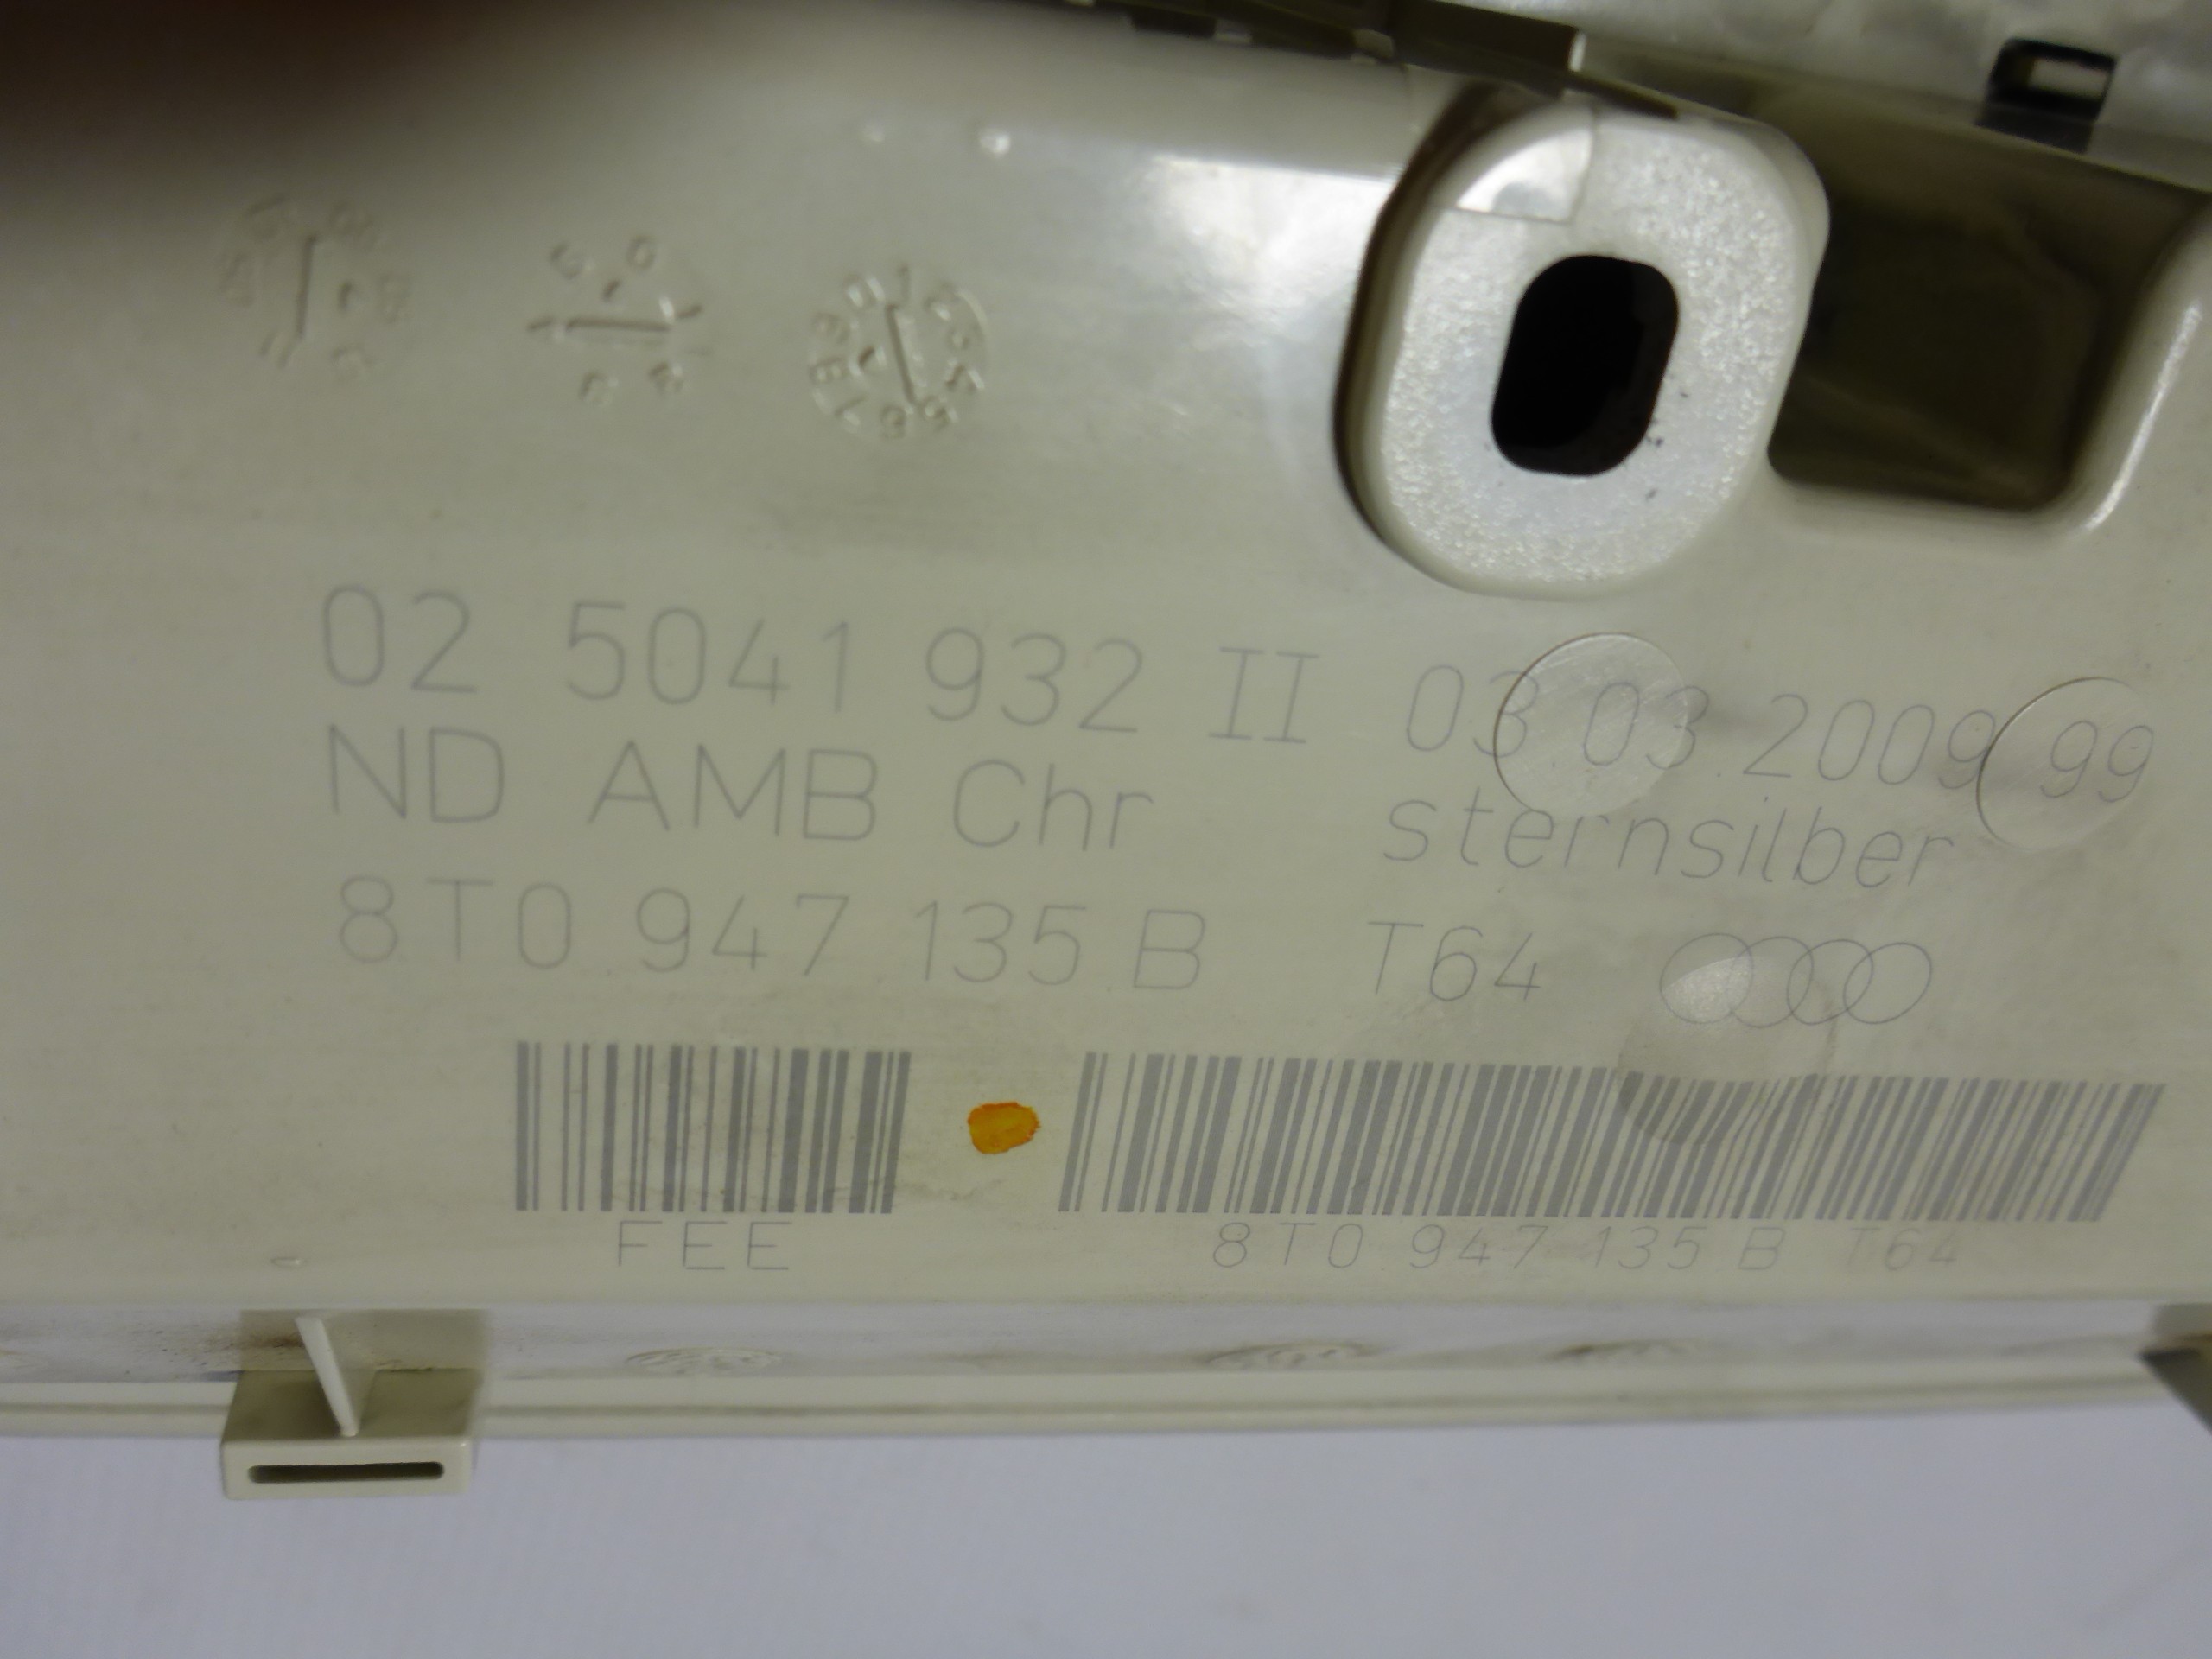 02 5041 932 II 03.03.2009 99
ND AMB Chr sternsilber
8T0 947 135 B T64
FEE
8T0 947 135 B T64